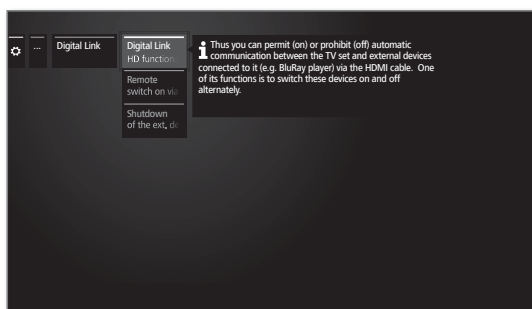 ...
Digital Link
Digital Link
HD function
Remote
switch on via
Shutdown
of the ext. de
i Thus you can permit (on) or prohibit (off) automatic
communication between the TV set and external devices
connected to it (e.g. BluRay player) via the HDMI cable. One
of its functions is to switch these devices on and off
alternately.